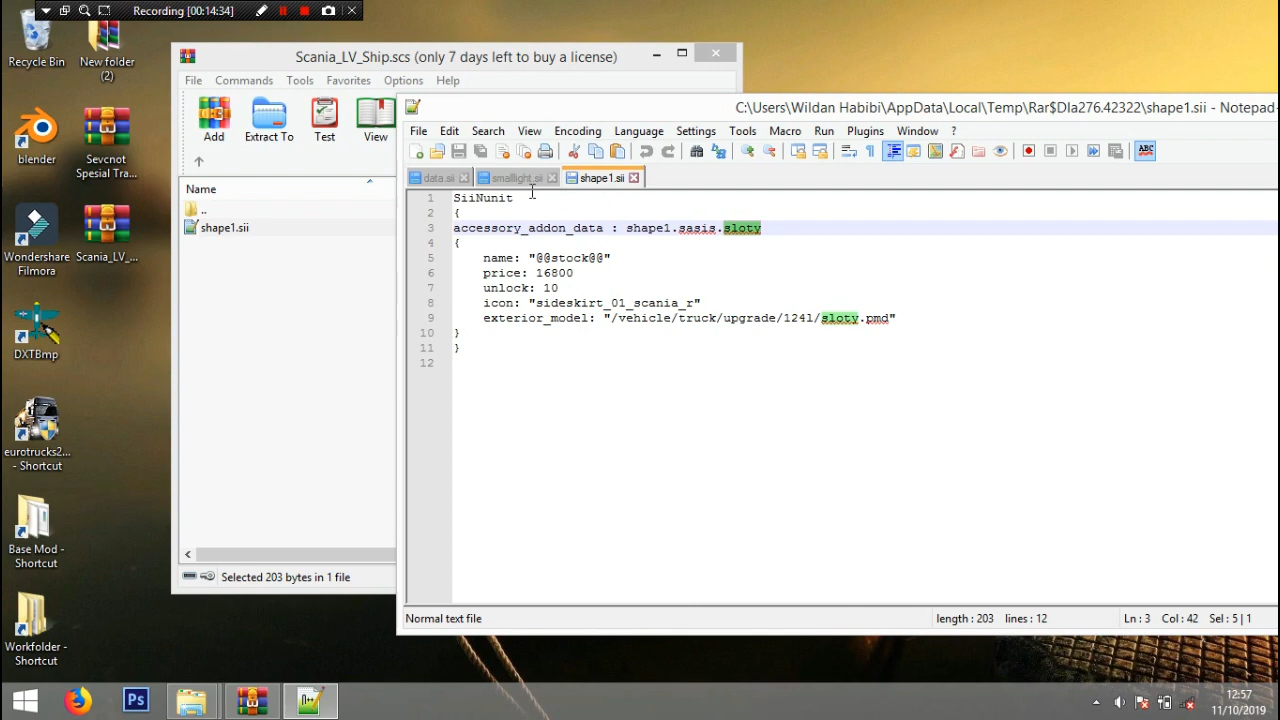 Recording [00:14:34]
Recycle Bin
New folder
(2)
blender
Sevcnot
Spesial Tra...
Wondershare
Filmora
Scania_LV_...
DXTBmp
eurotrucks2...
- Shortcut
Base Mod -
Shortcut
Workfolder -
Shortcut
Scania_LV_Ship.scs (only 7 days left to buy a license)
File Commands Tools Favorites Options Help
Add Extract To Test View
Name
..
shape1.sii
Selected 203 bytes in 1 file
C:\Users\Wildan Habibi\AppData\Local\Temp\Rar$DIa276.42322\shape1.sii - Notepad
File Edit Search View Encoding Language Settings Tools Macro Run Plugins Window ?
ABC
data.sii smalllight.sii shape1.sii
1 SiiNunit
2 {
3 accessory_addon_data : shape1.sasis.sloty
4 {
5 name: "@@stock@@"
6 price: 16800
7 unlock: 10
8 icon: "sideskirt_01_scania_r"
9 exterior_model: "/vehicle/truck/upgrade/124l/sloty.pmd"
10 }
11 }
12
Normal text file length : 203 lines : 12 Ln : 3 Col : 42 Sel : 5 | 1
Ps
N++
12:57
11/10/2019